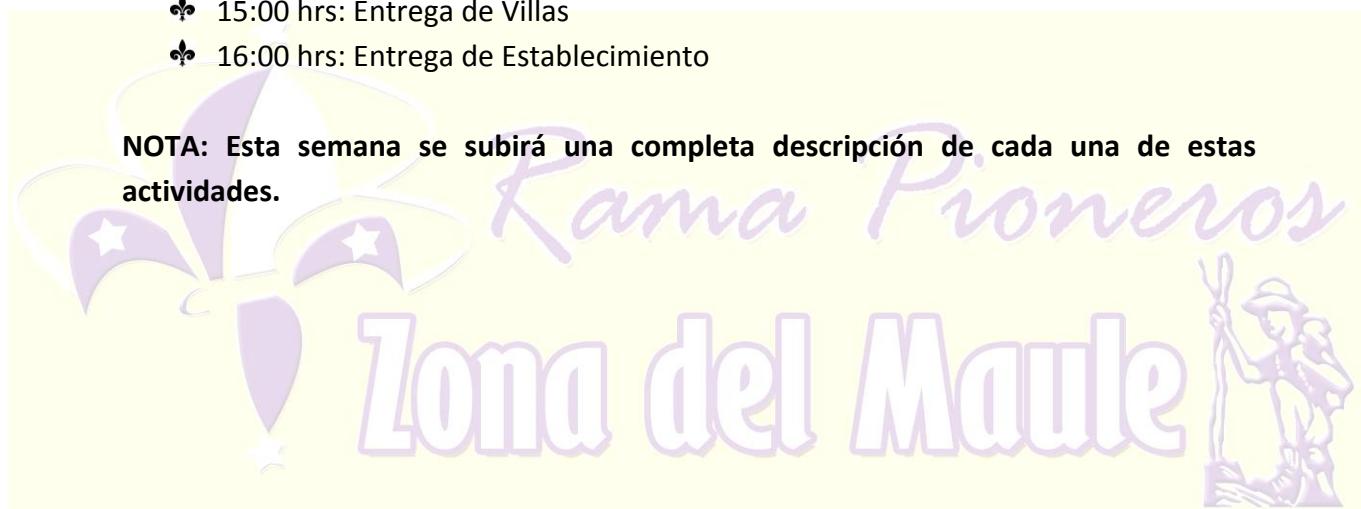 ⚜ 15:00 hrs: Entrega de Villas
⚜ 16:00 hrs: Entrega de Establecimiento
NOTA: Esta semana se subirá una completa descripción de cada una de estas
actividades.
Rama Pioneros
Zona del Maule